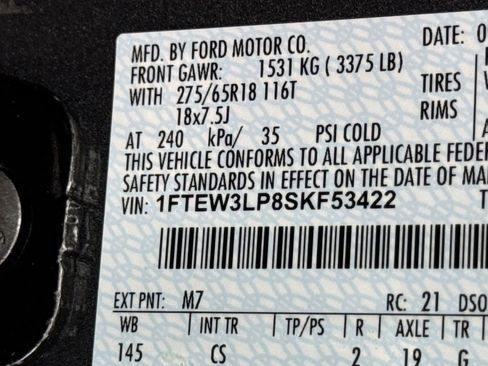 MFD. BY FORD MOTOR CO.
DATE: 0
FRONT GAWR: 1531 KG ( 3375 LB)
WITH 275/65R18 116T TIRES
18x7.5J RIMS
AT 240 kPa/ 35 PSI COLD
THIS VEHICLE CONFORMS TO ALL APPLICABLE FEDER
SAFETY STANDARDS IN EFFECT ON THE DATE OF MA
VIN: 1FTEW3LP8SKF53422
EXT PNT: M7 RC: 21 DSO
WB INT TR TP/PS R AXLE TR
145 CS 2 19 G